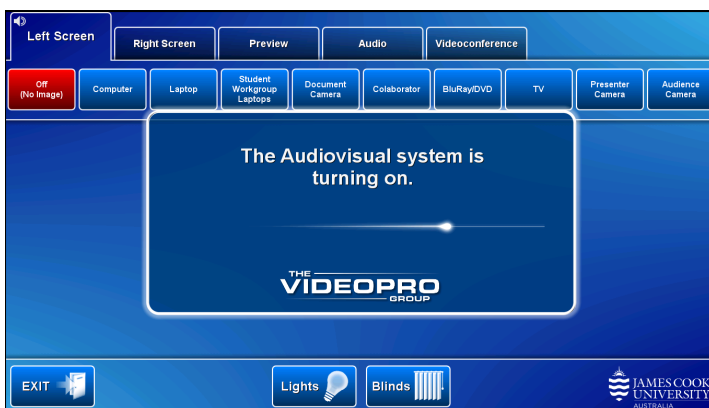 Left Screen
Right Screen
Preview
Audio
Videoconference
Off
(No Image)
Computer
Laptop
Student
Workgroup
Laptops
Document
Camera
Colaborator
BluRay/DVD
TV
Presenter
Camera
Audience
Camera
The Audiovisual system is
turning on.
THE
VIDEOPRO
GROUP
EXIT
Lights
Blinds
JAMES COOK
UNIVERSITY
AUSTRALIA